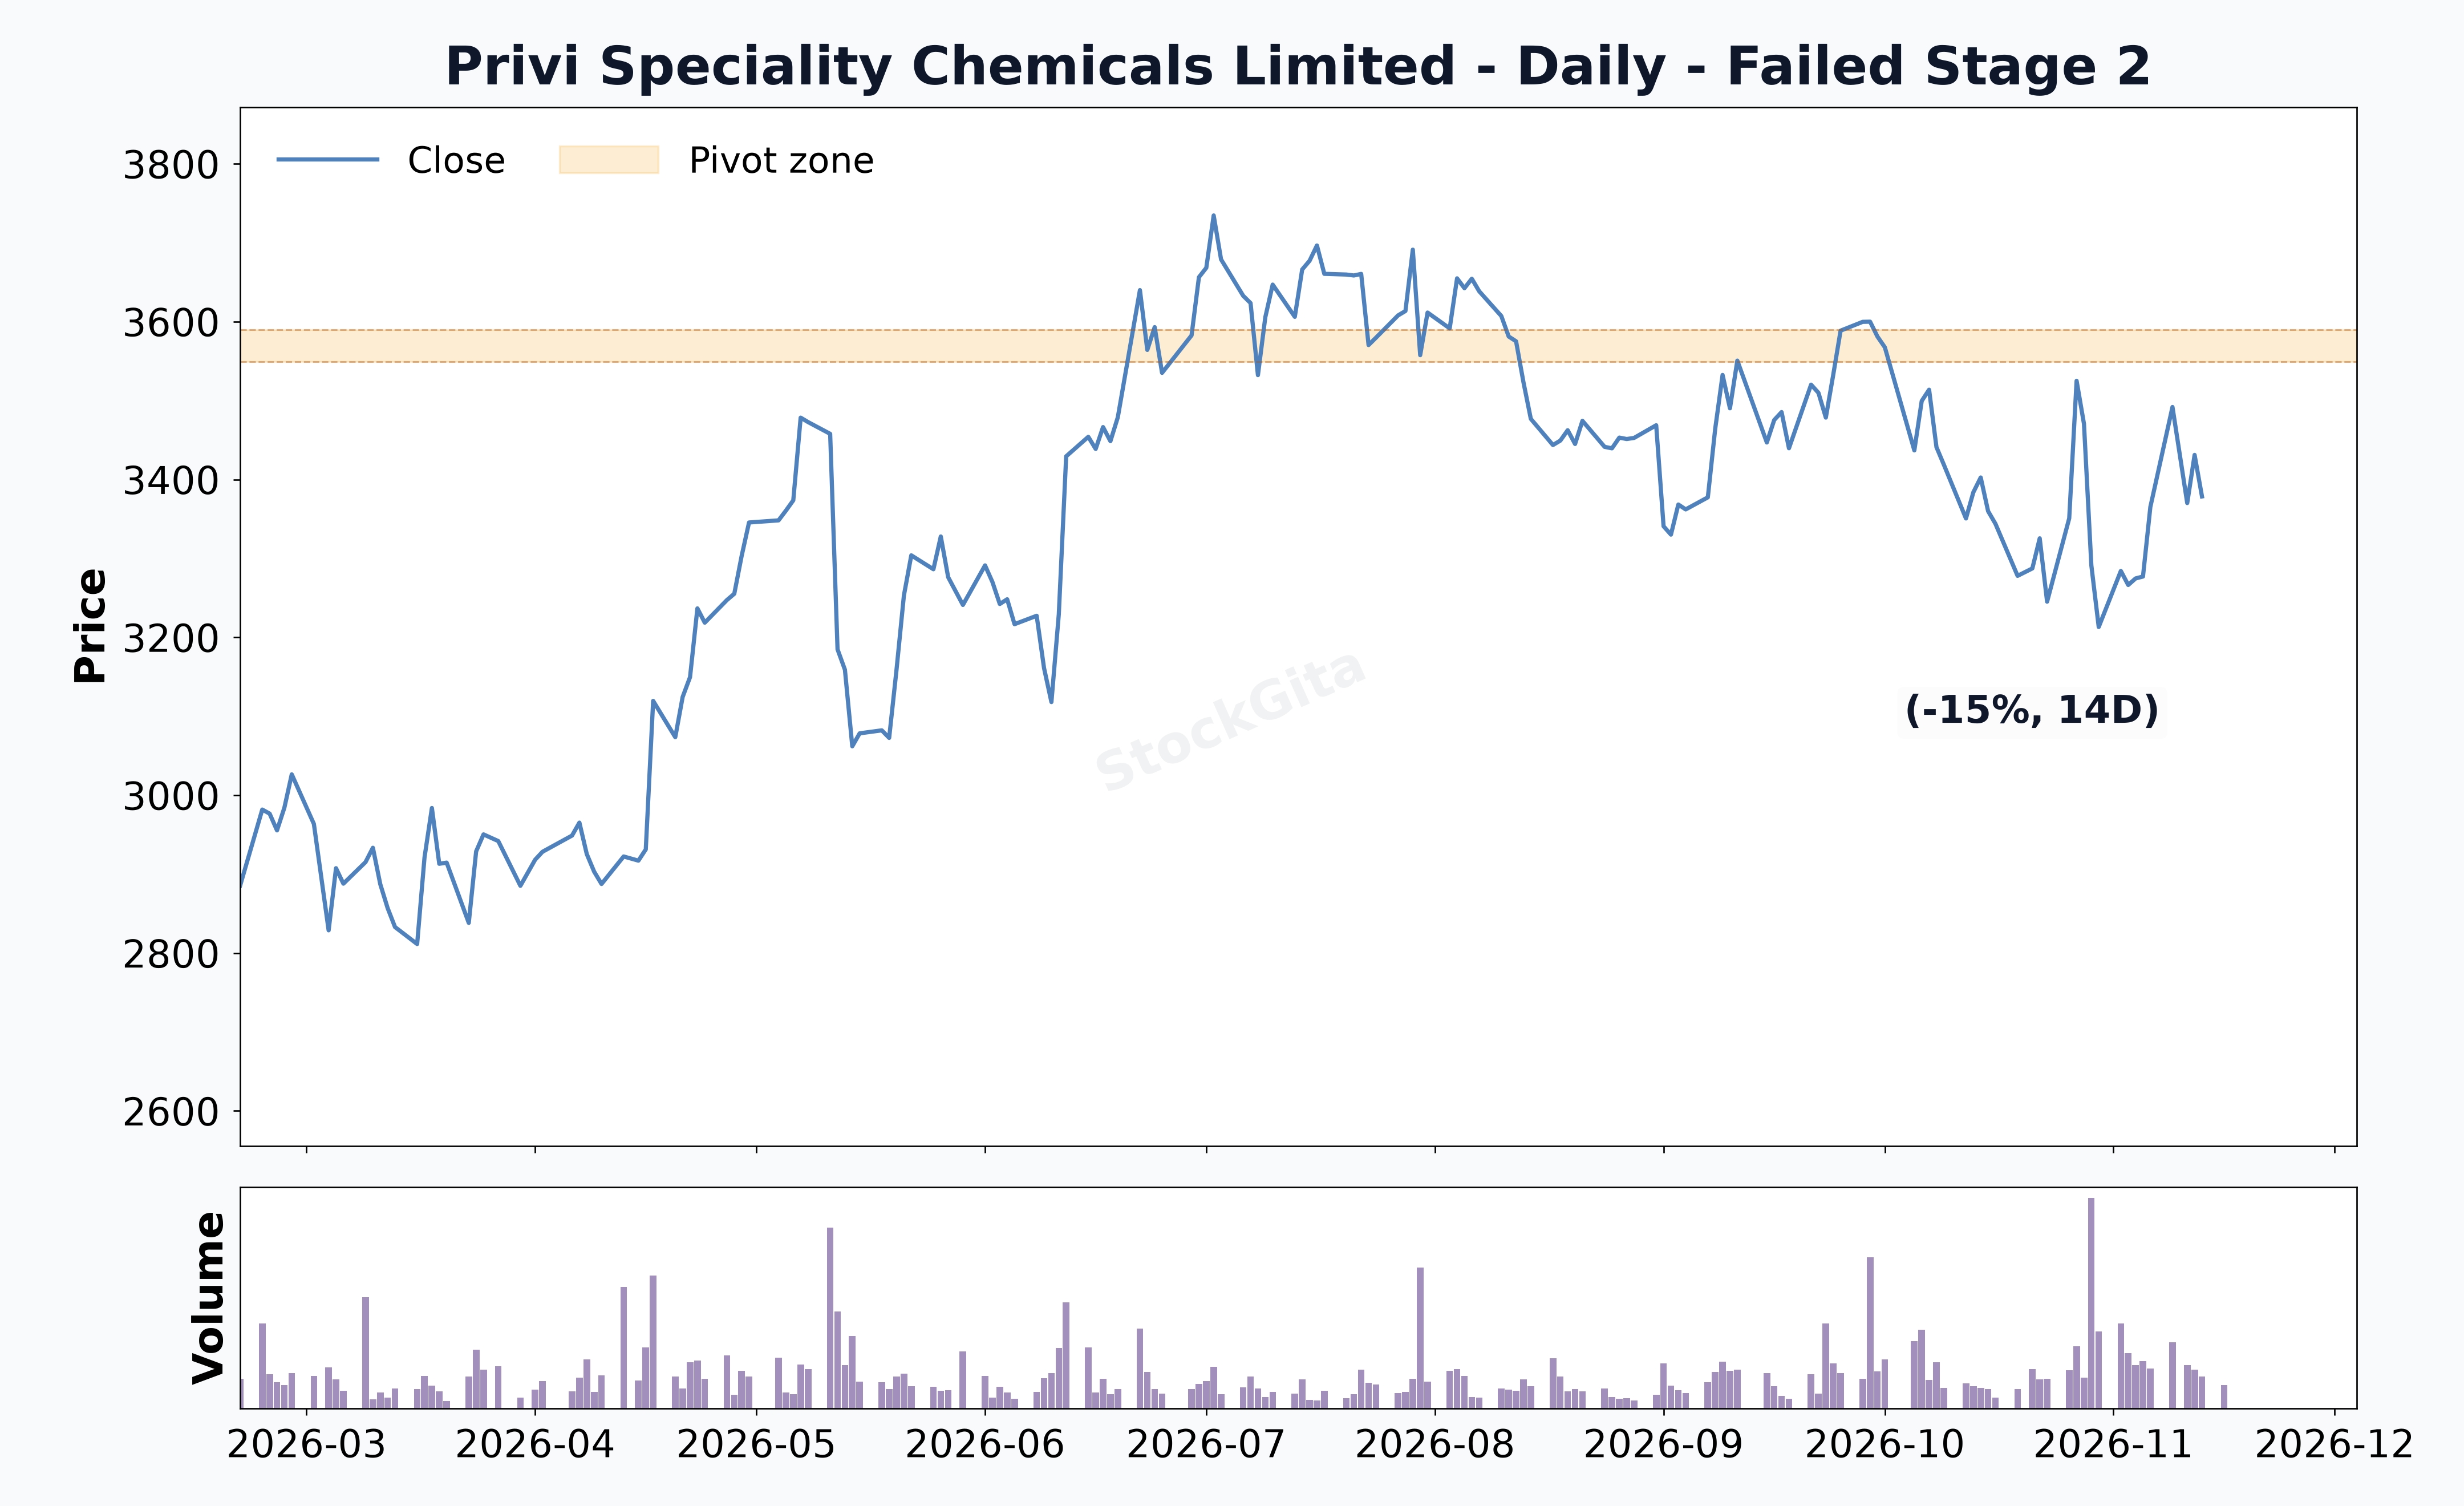 Privi Speciality Chemicals Limited - Daily - Failed Stage 2
Close
Pivot zone
3800
3600
3400
3200
3000
2800
2600
Price
StockGita
(-15%, 14D)
Volume
2026-03
2026-04
2026-05
2026-06
2026-07
2026-08
2026-09
2026-10
2026-11
2026-12